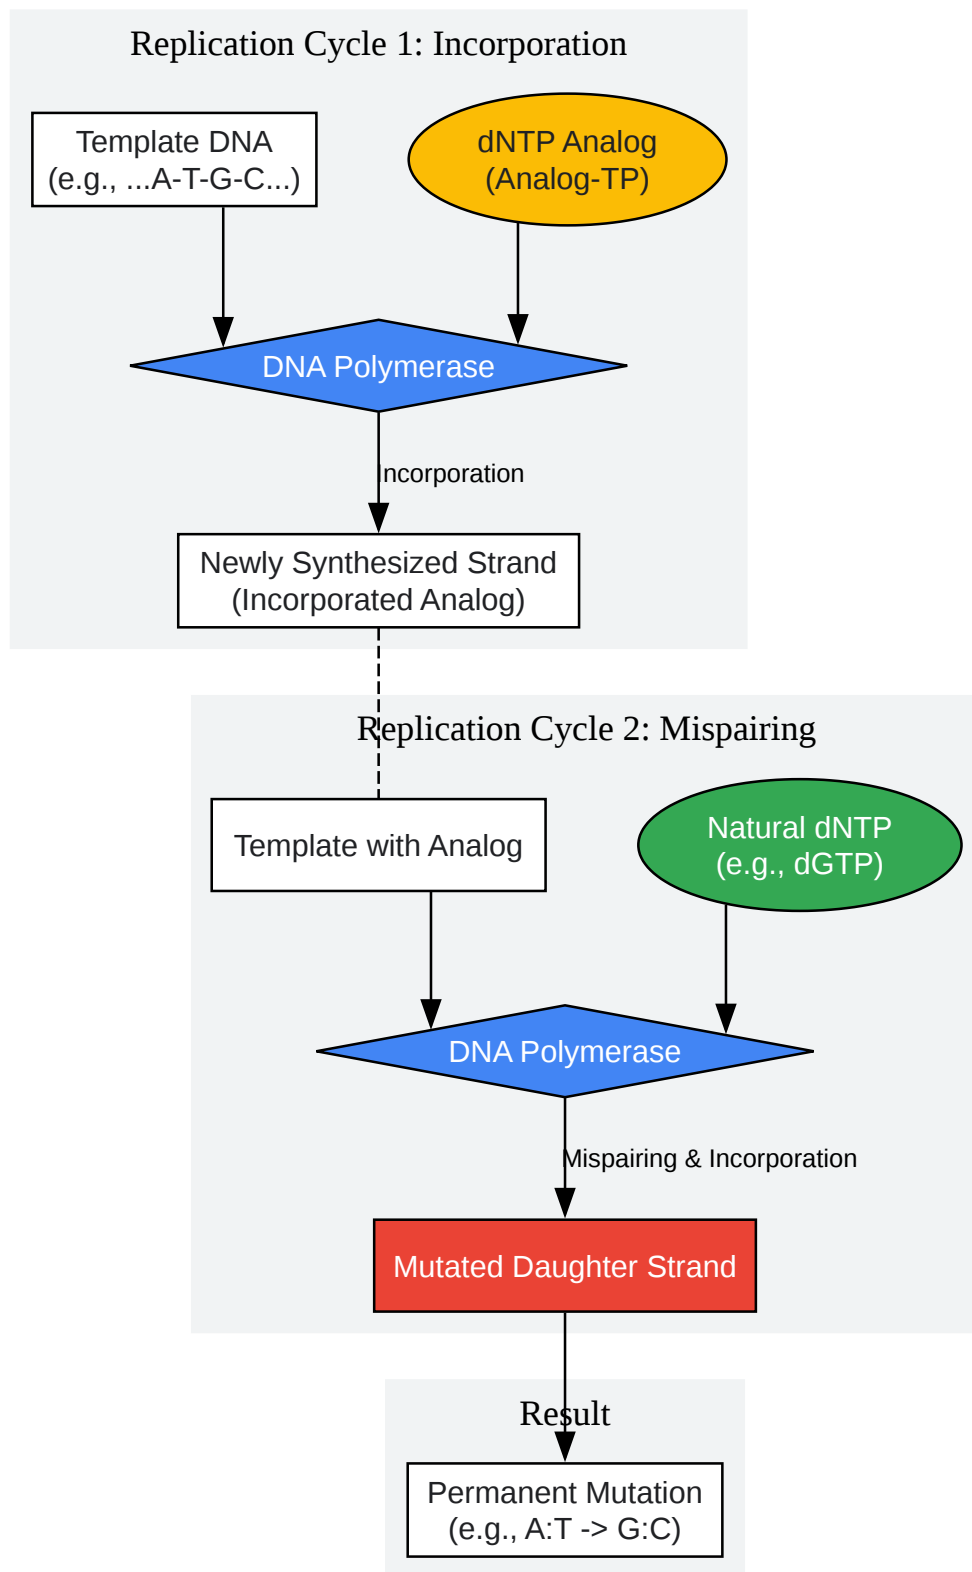 Replication Cycle 1: Incorporation
Template DNA
(e.g., ...A-T-G-C...)
dNTP Analog
(Analog-TP)
DNA Polymerase
Incorporation
Newly Synthesized Strand
(Incorporated Analog)
Replication Cycle 2: Mispairing
Template with Analog
Natural dNTP
(e.g., dGTP)
DNA Polymerase
Mispairing & Incorporation
Mutated Daughter Strand
Result
Permanent Mutation
(e.g., A:T -> G:C)